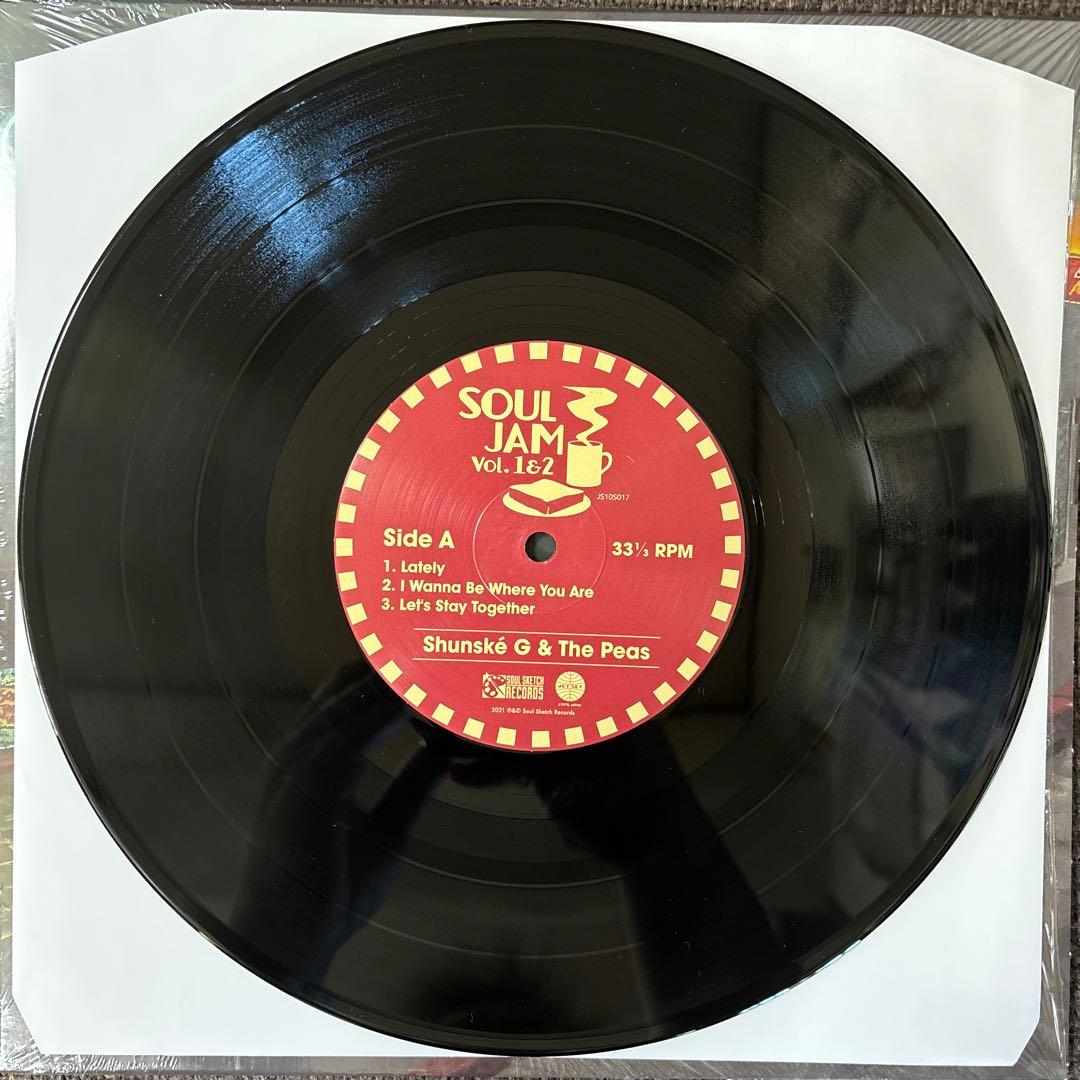 SOUL
JAM
Vol. 1&2
JS10S017
Side A
33⅓ RPM
1. Lately
2. I Wanna Be Where You Are
3. Let's Stay Together
Shunské G & The Peas
SOUL SKETCH
RECORDS
2021 ℗&© Soul Sketch Records